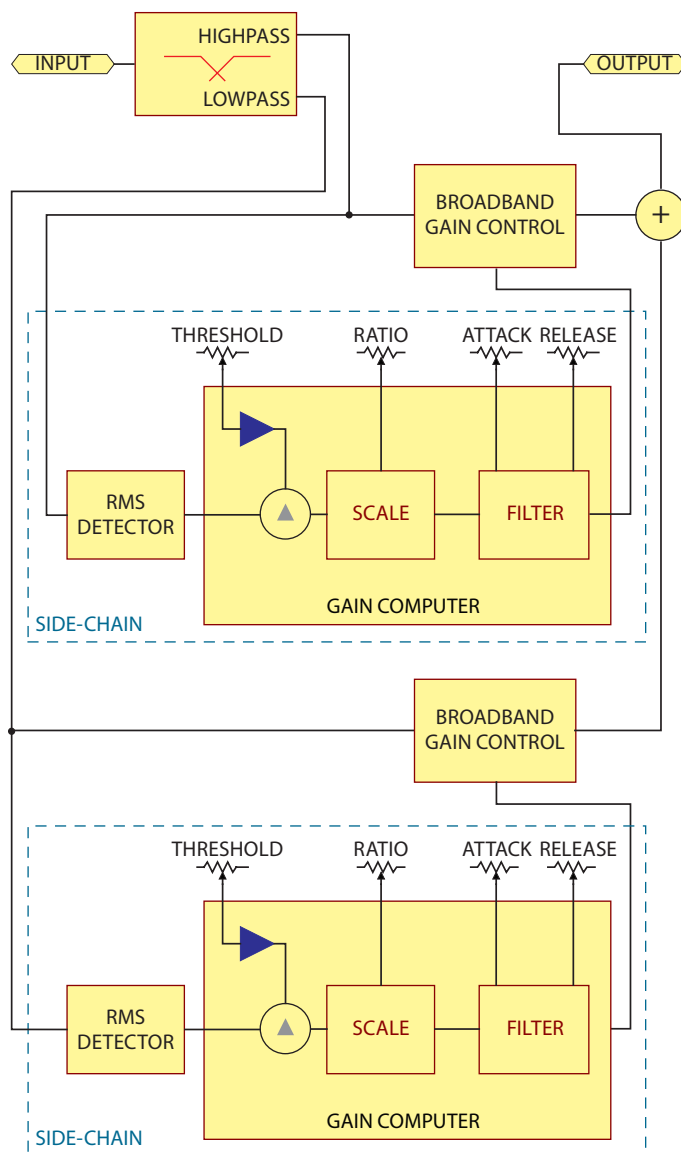 HIGHPASS
INPUT
OUTPUT
LOWPASS
BROADBAND
GAIN CONTROL
+
THRESHOLD
RATIO
ATTACK
RELEASE
RMS
DETECTOR
SCALE
FILTER
GAIN COMPUTER
SIDE-CHAIN
BROADBAND
GAIN CONTROL
THRESHOLD
RATIO
ATTACK
RELEASE
RMS
DETECTOR
SCALE
FILTER
GAIN COMPUTER
SIDE-CHAIN